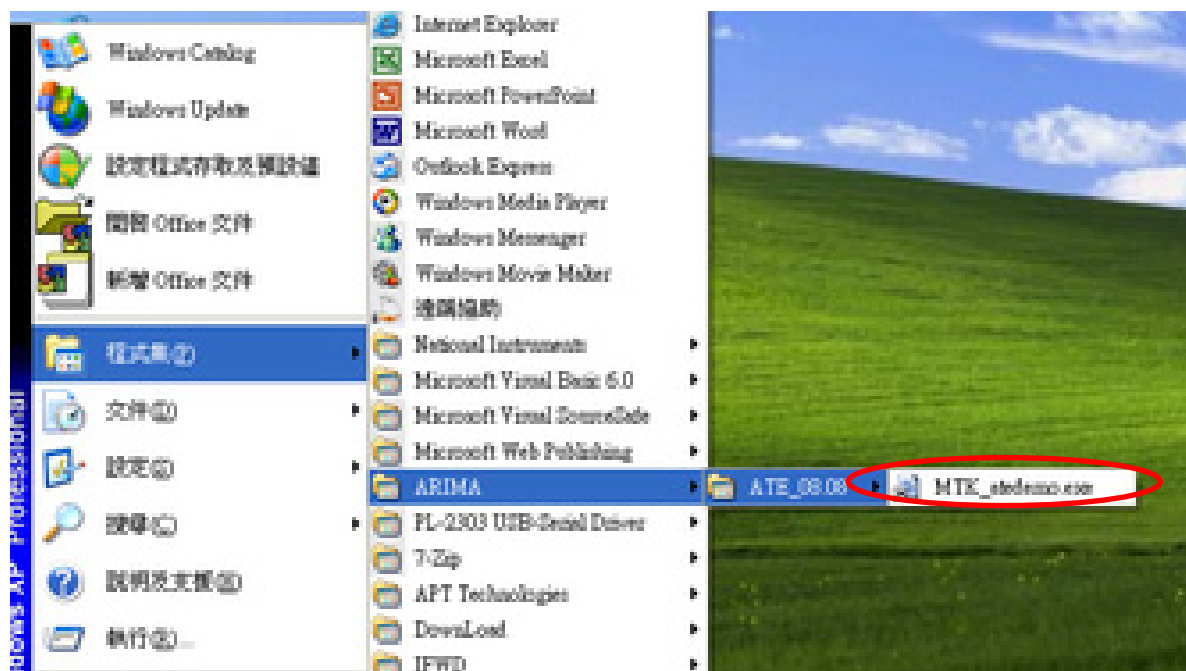 Windows Catalog
Windows Update
設定程式存取及預設值
開啟 Office 文件
新增 Office 文件
程式集(P)
文件(D)
設定(S)
搜尋(C)
說明及支援(H)
執行(R)...
dows XP Professional
Internet Explorer
Microsoft Excel
Microsoft PowerPoint
Microsoft Word
Outlook Express
Windows Media Player
Windows Messenger
Windows Movie Maker
遠端協助
National Instruments
Microsoft Visual Basic 6.0
Microsoft Visual SourceSafe
Microsoft Web Publishing
ARIMA
PL-2303 USB-Serial Driver
7-Zip
APT Technologies
DownLoad
IFWD
ATE_08.08
MTK_atedemo.exe